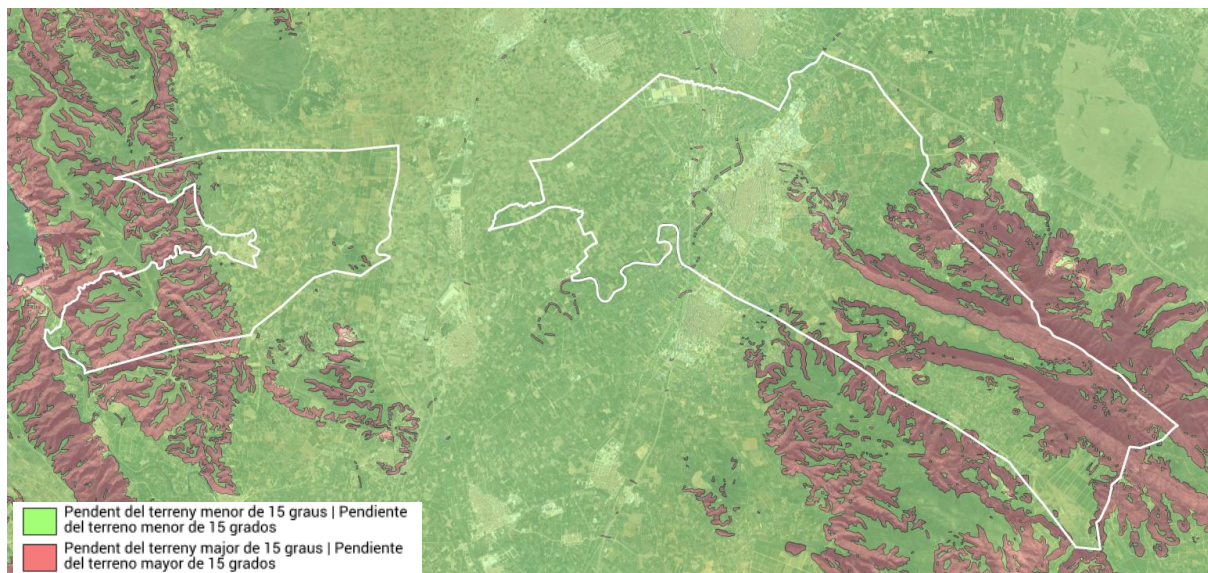 Pendent del terreny menor de 15 graus | Pendiente
del terreno menor de 15 grados
Pendent del terreny major de 15 graus | Pendiente
del terreno mayor de 15 grados